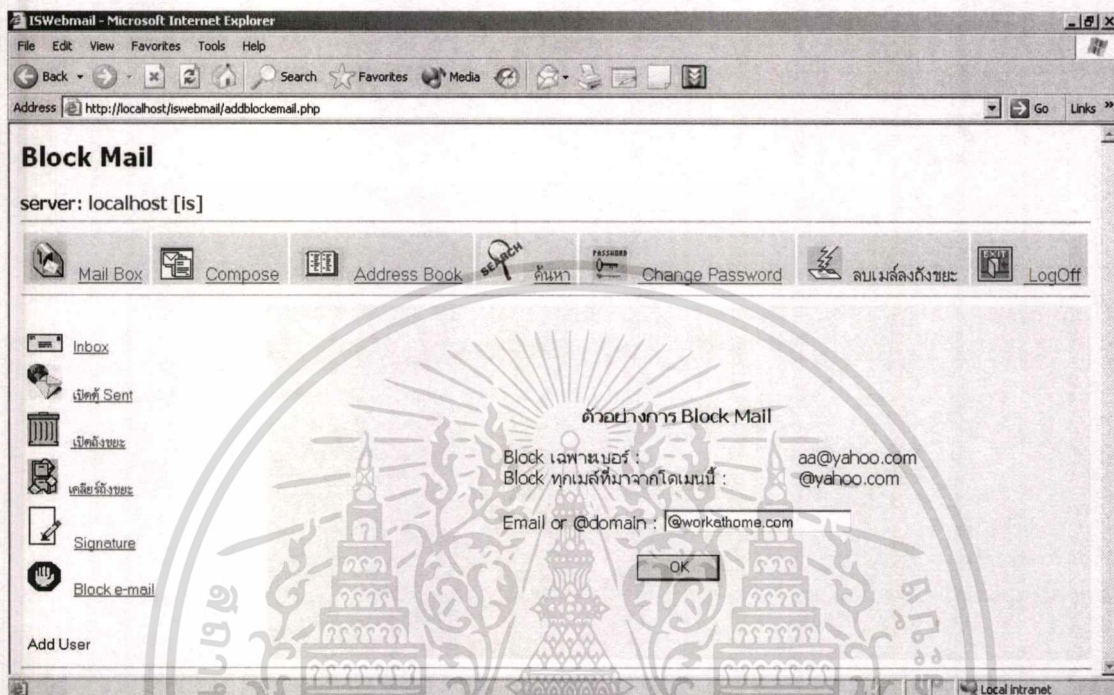 ISWebmail - Microsoft Internet Explorer
File Edit View Favorites Tools Help
Back Search Favorites Media
Address http://localhost/iswebmail/addblockemail.php Go Links »
Block Mail
server: localhost [is]
Mail Box Compose Address Book SEARCH ค้นหา PASSWORD Change Password ลบเมล์ลงถังขยะ EXIT LogOff
Inbox
เปิดตู้ Sent
เปิดถังขยะ
เคลียร์ถังขยะ
Signature
Block e-mail
Add User
ตัวอย่างการ Block Mail
Block เฉพาะเบอร์ : aa@yahoo.com
Block ทุกเมล์ที่มาจากโดเมนนี้ : @yahoo.com
Email or @domain : @workathome.com
OK
Local intranet